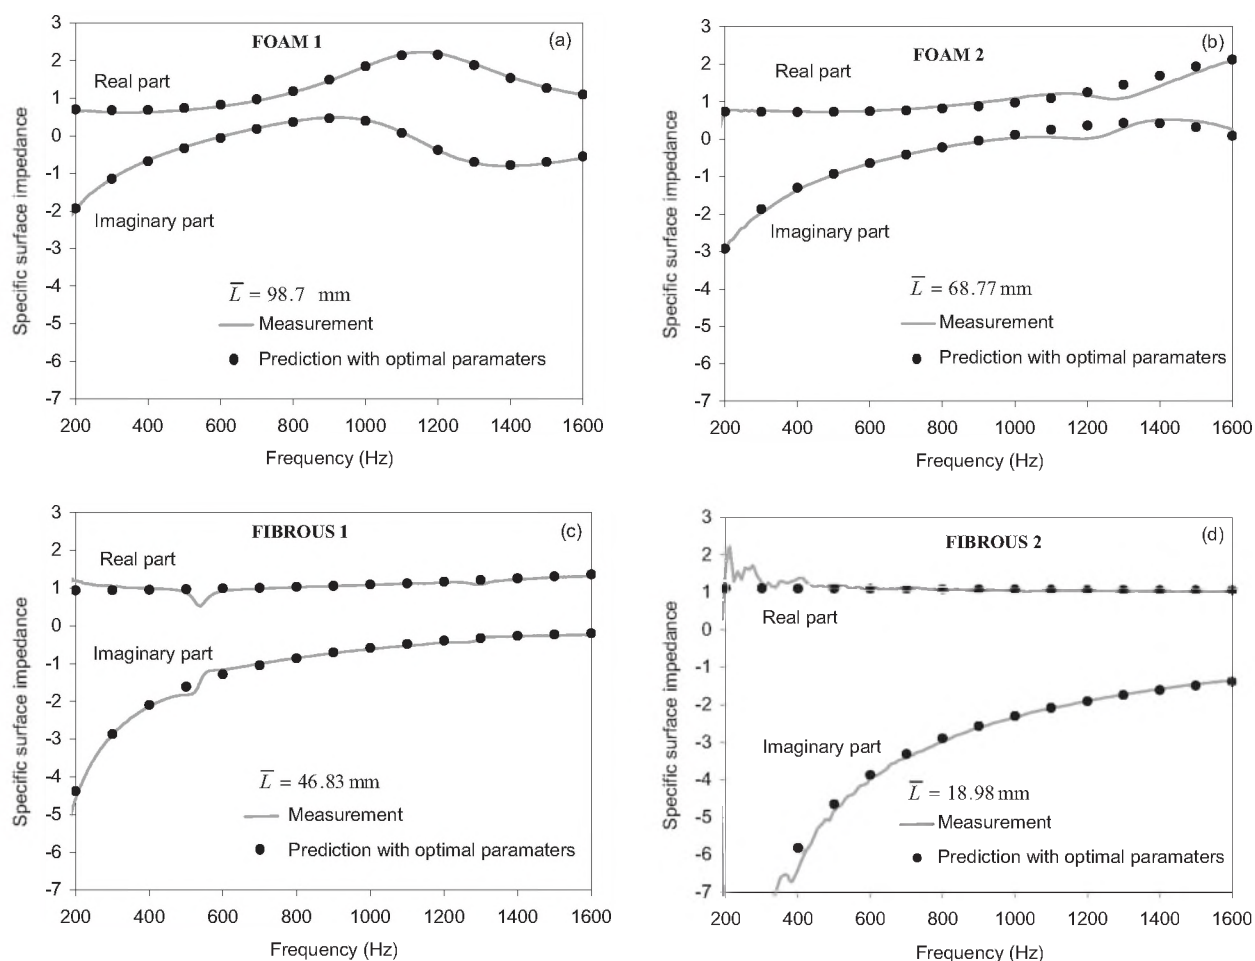 FOAM 1
(a)
Real part
Imaginary part
L = 98.7 mm
Measurement
Prediction with optimal paramaters
Specific surface impedance
3
2
1
0
-1
-2
-3
-4
-5
-6
-7
200 400 600 800 1000 1200 1400 1600
Frequency (Hz)
FOAM 2
(b)
Real part
Imaginary part
L = 68.77 mm
Measurement
Prediction with optimal paramaters
Specific surface impedance
3
2
1
0
-1
-2
-3
-4
-5
-6
-7
200 400 600 800 1000 1200 1400 1600
Frequency (Hz)
FIBROUS 1
(c)
Real part
Imaginary part
L = 46.83 mm
Measurement
Prediction with optimal paramaters
Specific surface impedance
3
2
1
0
-1
-2
-3
-4
-5
-6
-7
200 400 600 800 1000 1200 1400 1600
Frequency (Hz)
FIBROUS 2
(d)
Real part
Imaginary part
L = 18.98 mm
Measurement
Prediction with optimal paramaters
Specific surface impedance
3
2
1
0
-1
-2
-3
-4
-5
-6
-7
200 400 600 800 1000 1200 1400 1600
Frequency (Hz)